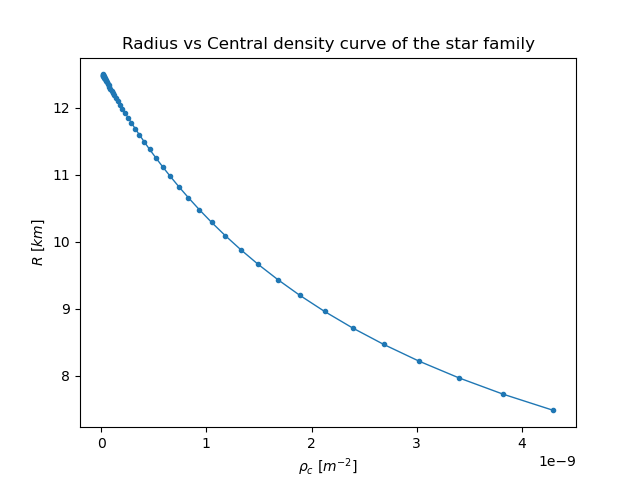 Radius vs Central density curve of the star family
12
11
10
9
8
R [km]
0 1 2 3 4
1e−9
ρ_c [m^{−2}]